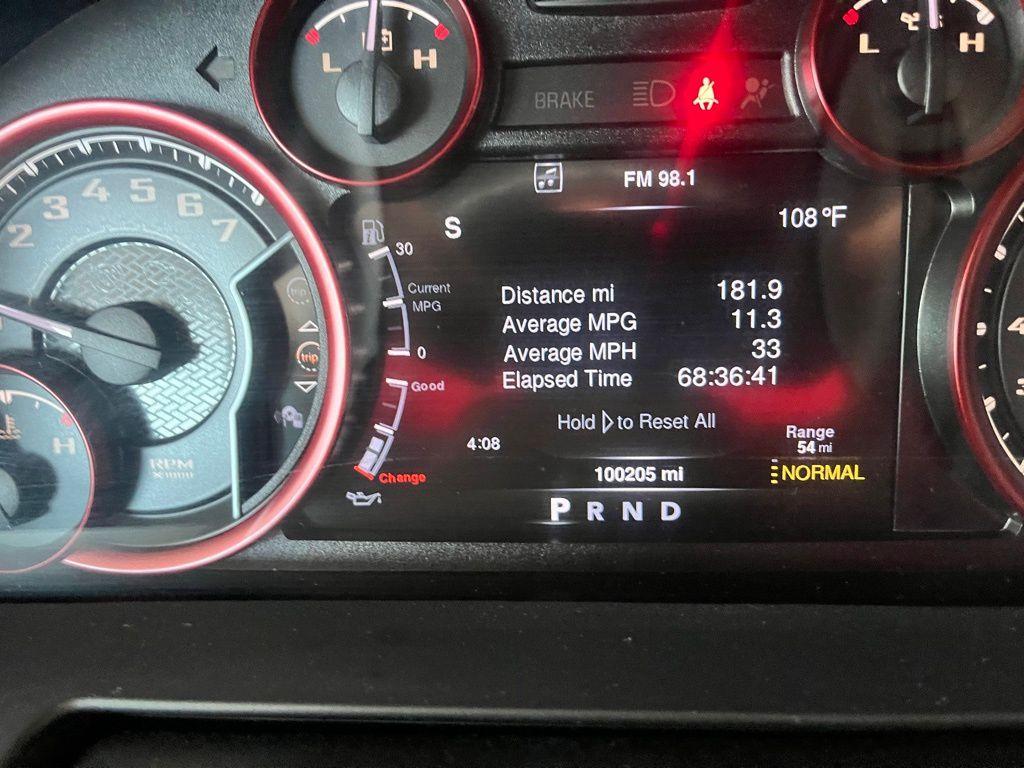 L H
BRAKE
L H
FM 98.1
S
108°F
2 3 4 5 6 7
30
Current
MPG
0
Distance mi 181.9
Average MPG 11.3
Average MPH 33
Elapsed Time 68:36:41
trip
trip
Good
Hold ▷ to Reset All
4:08
Range
54 mi
H
RPM
Change
100205 mi
NORMAL
P R N D